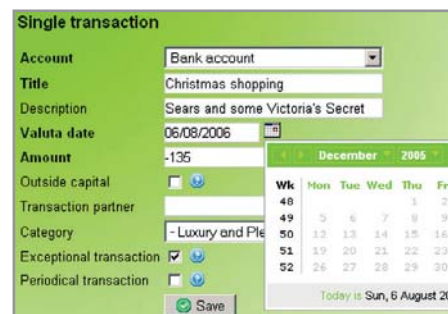 Single transaction
Account Bank account
Title Christmas shopping
Description Sears and some Victoria's Secret
Valuta date 06/08/2006
Amount -135
Outside capital
Transaction partner
Category - Luxury and Ple
Exceptional transaction
Periodical transaction
Save
December 2005
Wk Mon Tue Wed Thu Fr
48 1 2
49 5 6 7 8 9
50 12 13 14 15 16
51 19 20 21 22 23
52 26 27 28 29 30
Today is Sun, 6 August 20